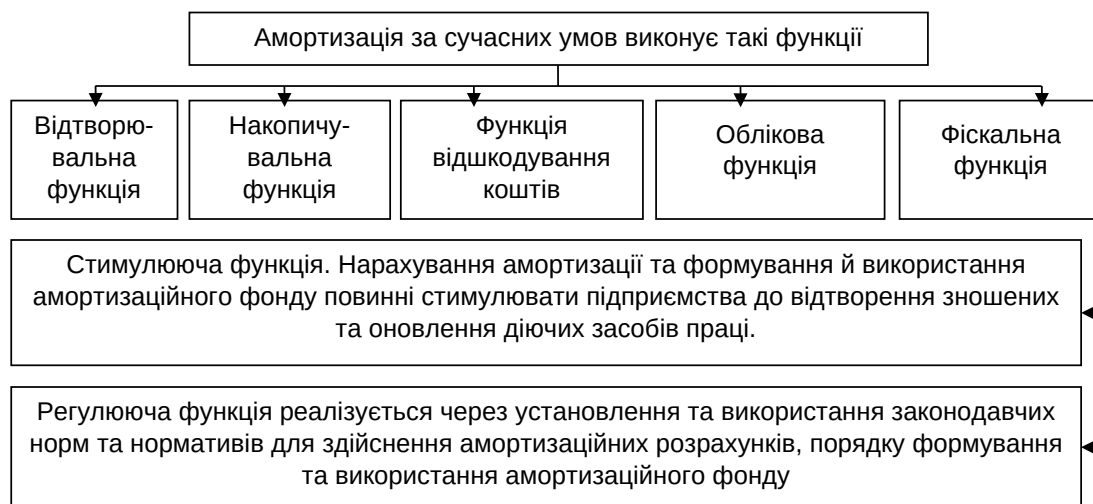 Амортизація за сучасних умов виконує такі функції
Відтворю-
вальна
функція
Накопичу-
вальна
функція
Функція
відшкодування
коштів
Облікова
функція
Фіскальна
функція
Стимулююча функція. Нарахування амортизації та формування й використання
амортизаційного фонду повинні стимулювати підприємства до відтворення зношених
та оновлення діючих засобів праці.
Регулююча функція реалізується через установлення та використання законодавчих
норм та нормативів для здійснення амортизаційних розрахунків, порядку формування
та використання амортизаційного фонду